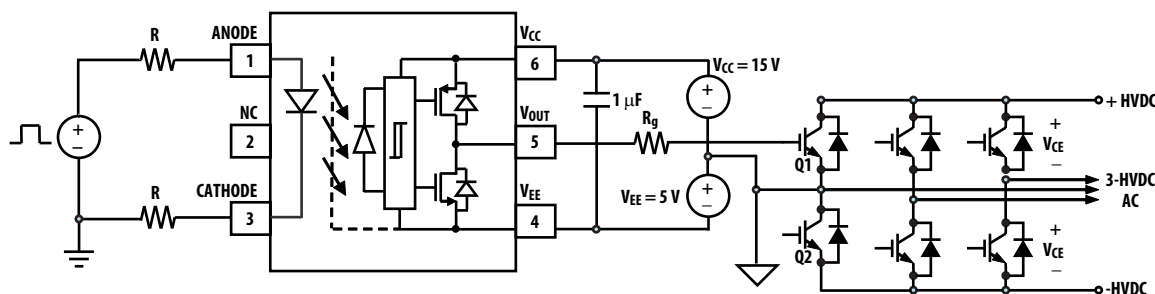 R
ANODE
1
NC
2
R
CATHODE
3
VCC
6
VOUT
5
VEE
4
1 μF
Rg
VCC = 15 V
+
−
VEE = 5 V
+
−
+
−
Q1
Q2
+ HVDC
+
VCE
−
3-HVDC
AC
+
VCE
−
-HVDC